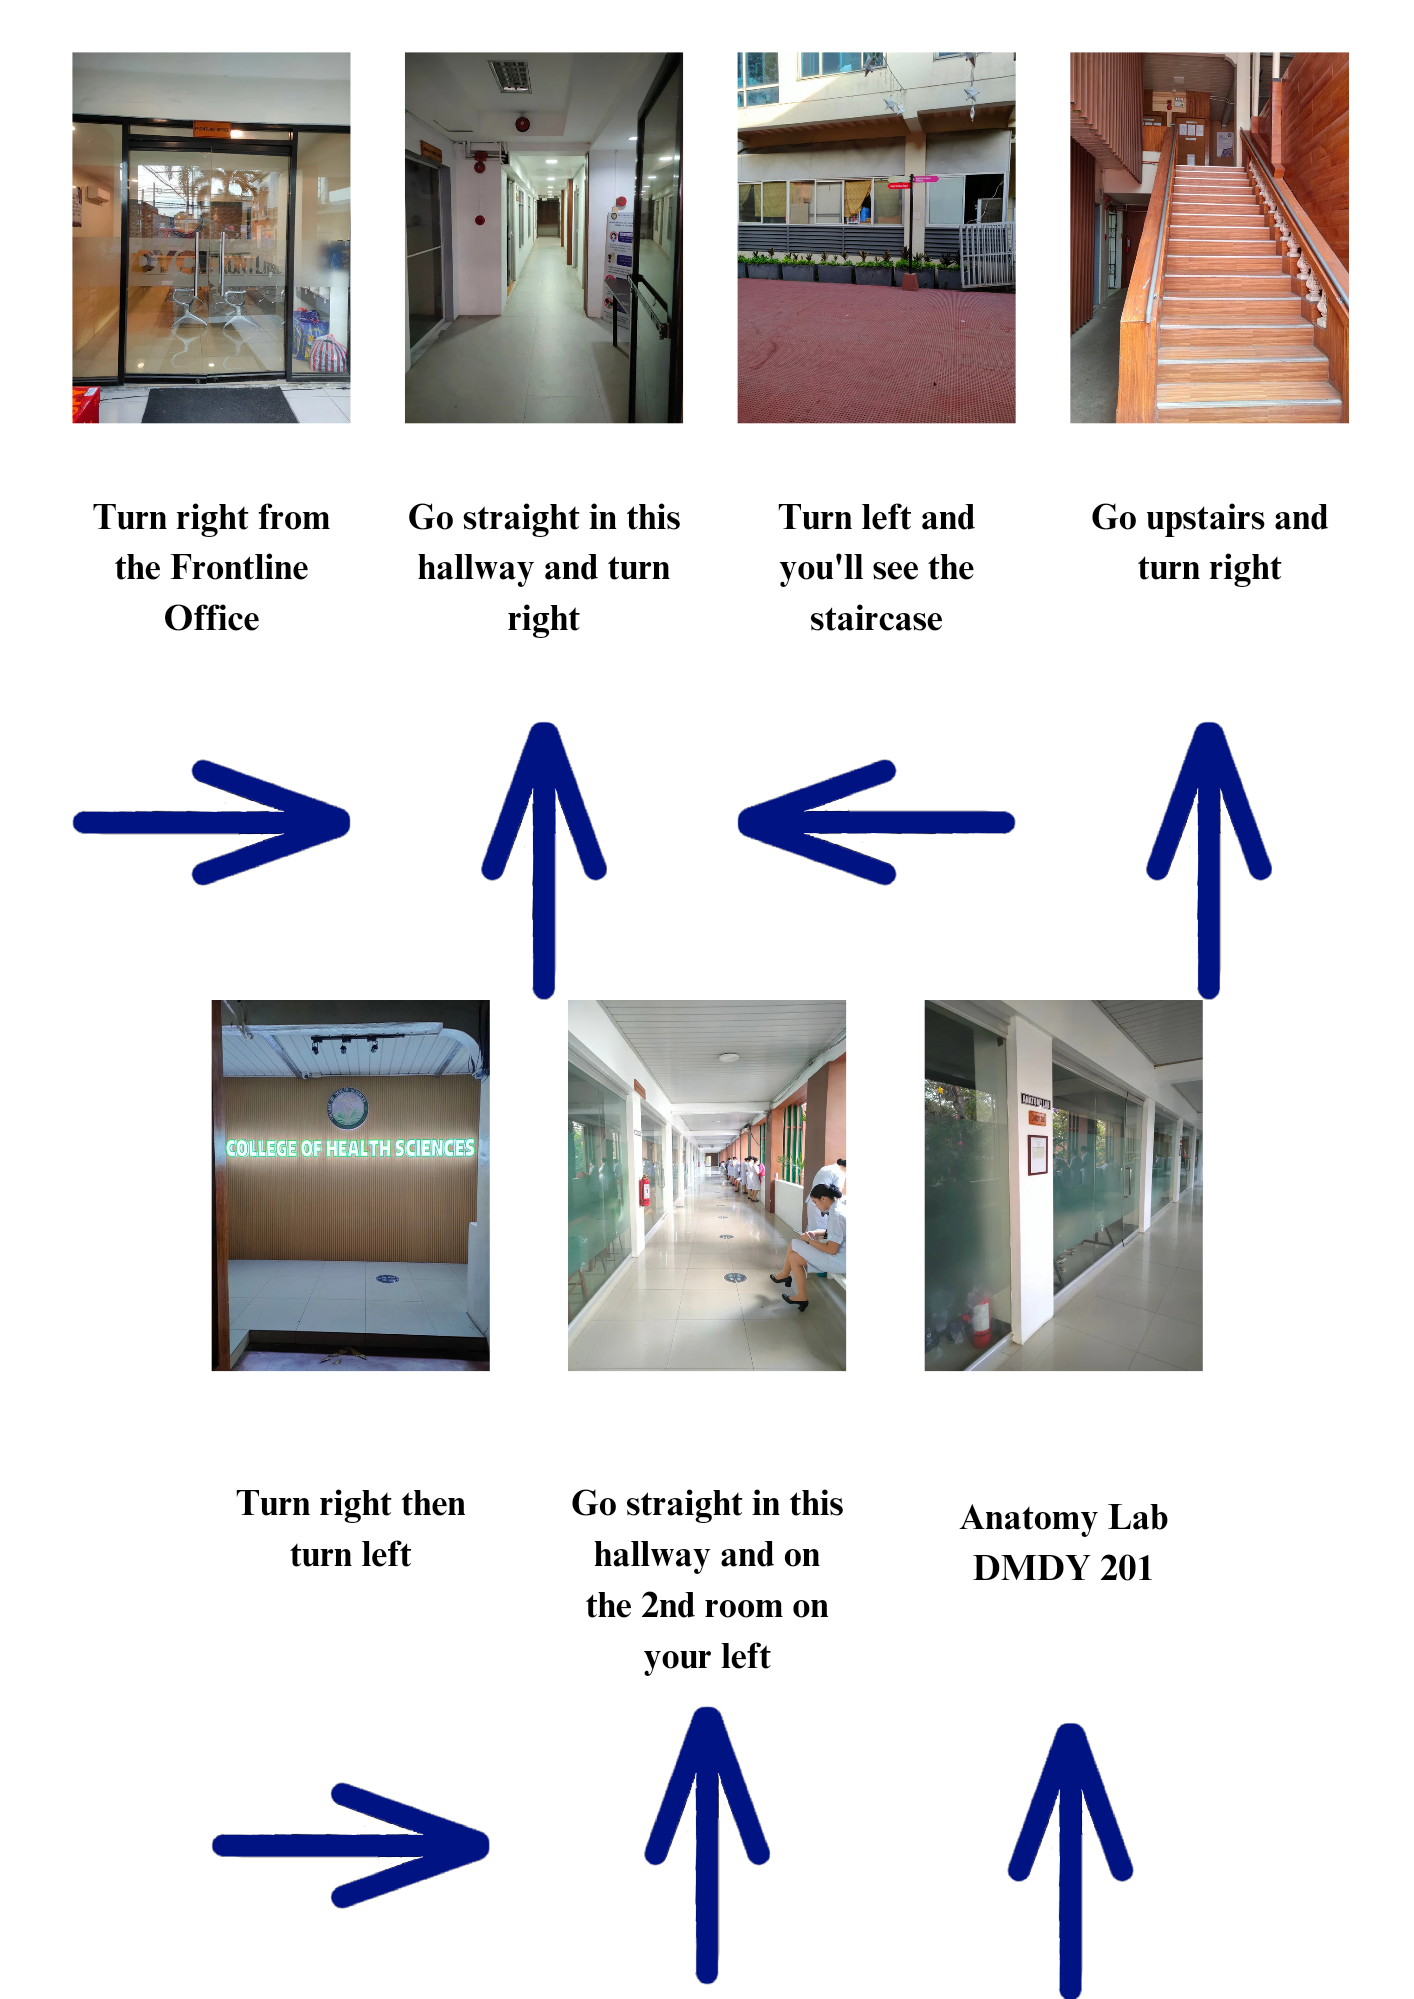 Turn right from
the Frontline
Office
Go straight in this
hallway and turn
right
Turn left and
you'll see the
staircase
Go upstairs and
turn right
COLLEGE OF HEALTH SCIENCES
Turn right then
turn left
Go straight in this
hallway and on
the 2nd room on
your left
Anatomy Lab
DMDY 201